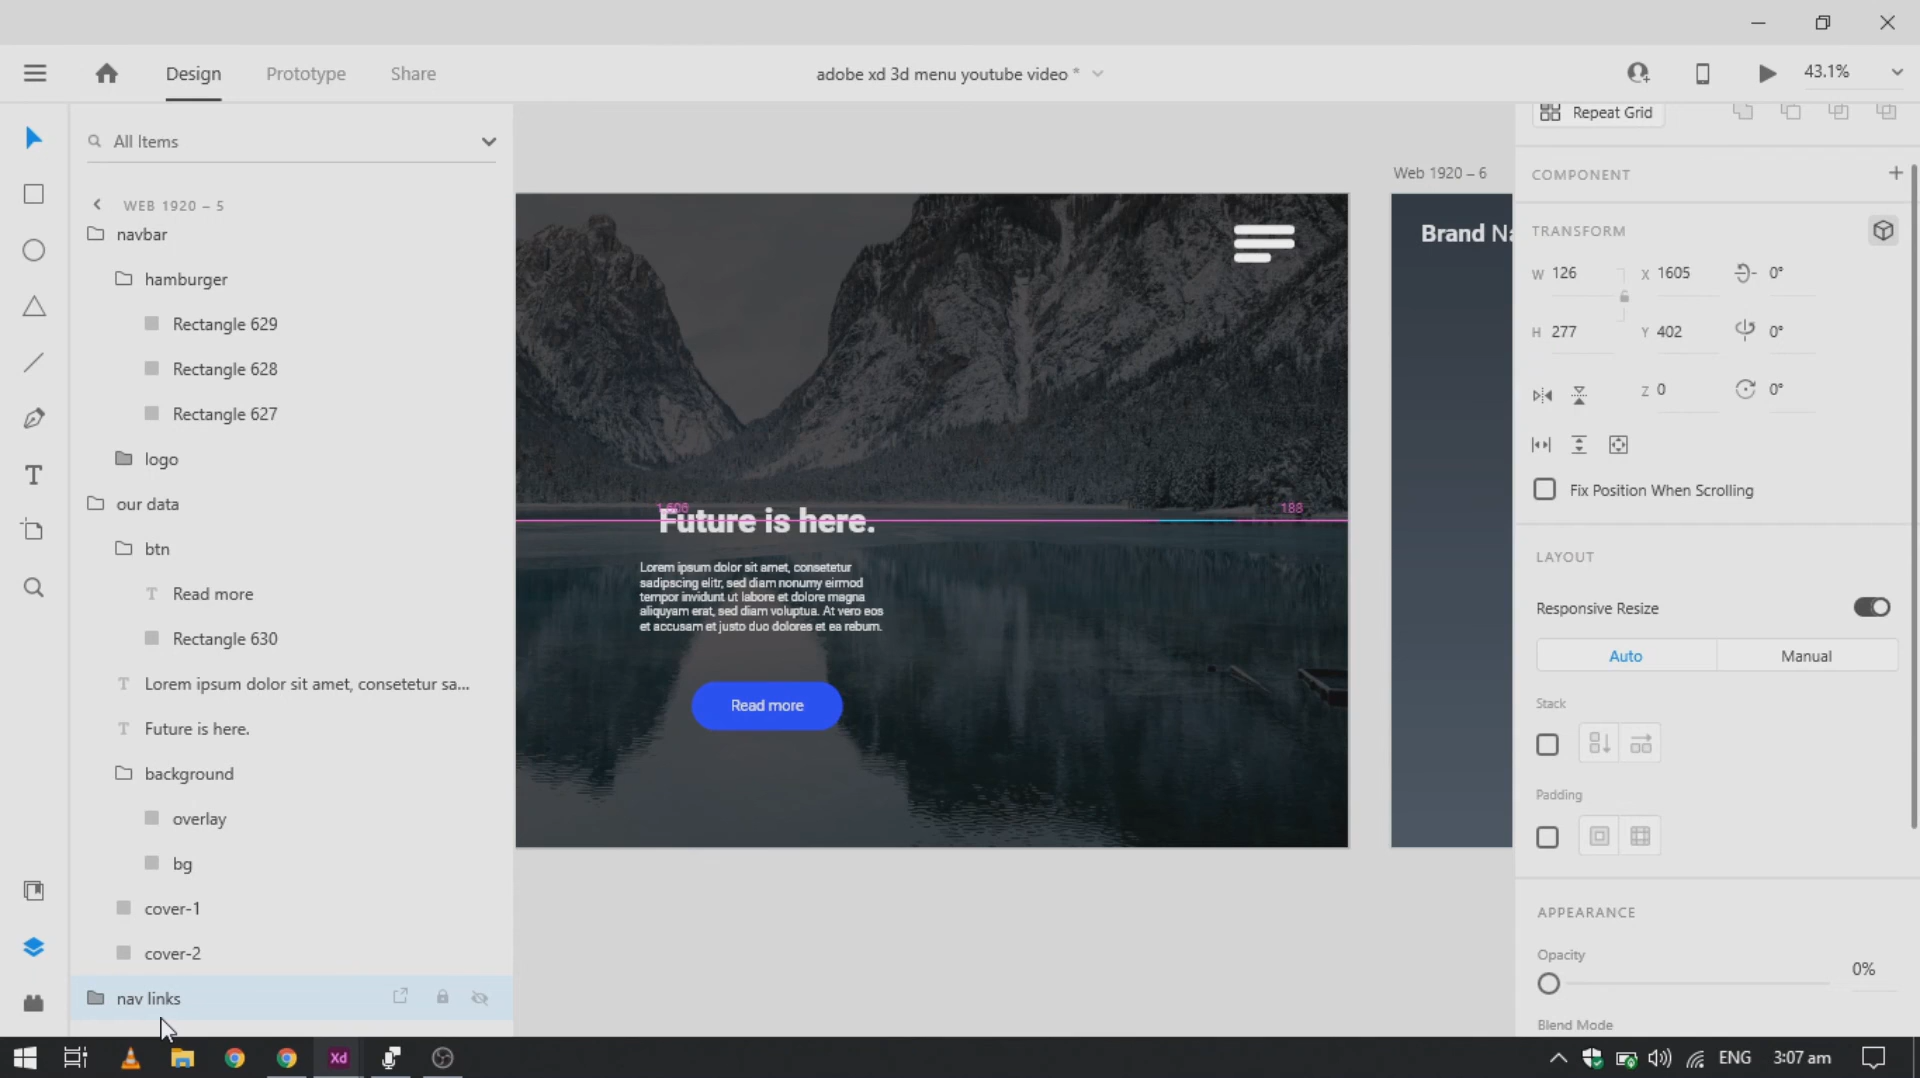 Design
Prototype
Share
adobe xd 3d menu youtube video *
43.1%
All Items
WEB 1920 – 5
navbar
hamburger
Rectangle 629
Rectangle 628
Rectangle 627
logo
our data
btn
Read more
Rectangle 630
Lorem ipsum dolor sit amet, consetetur sa...
Future is here.
background
overlay
bg
cover-1
cover-2
nav links
188
Future is here.
Lorem ipsum dolor sit amet, consetetur
sadipscing elitr, sed diam nonumy eirmod
tempor invidunt ut labore et dolore magna
aliquyam erat, sed diam voluptua. At vero eos
et accusam et justo duo dolores et ea rebum.
Read more
Web 1920 – 6
Brand Na
Repeat Grid
COMPONENT
TRANSFORM
W 126 X 1605 0°
H 277 Y 402 0°
Z 0 0°
Fix Position When Scrolling
LAYOUT
Responsive Resize
Auto Manual
Stack
Padding
APPEARANCE
Opacity
0%
Blend Mode
Xd
ENG
3:07 am